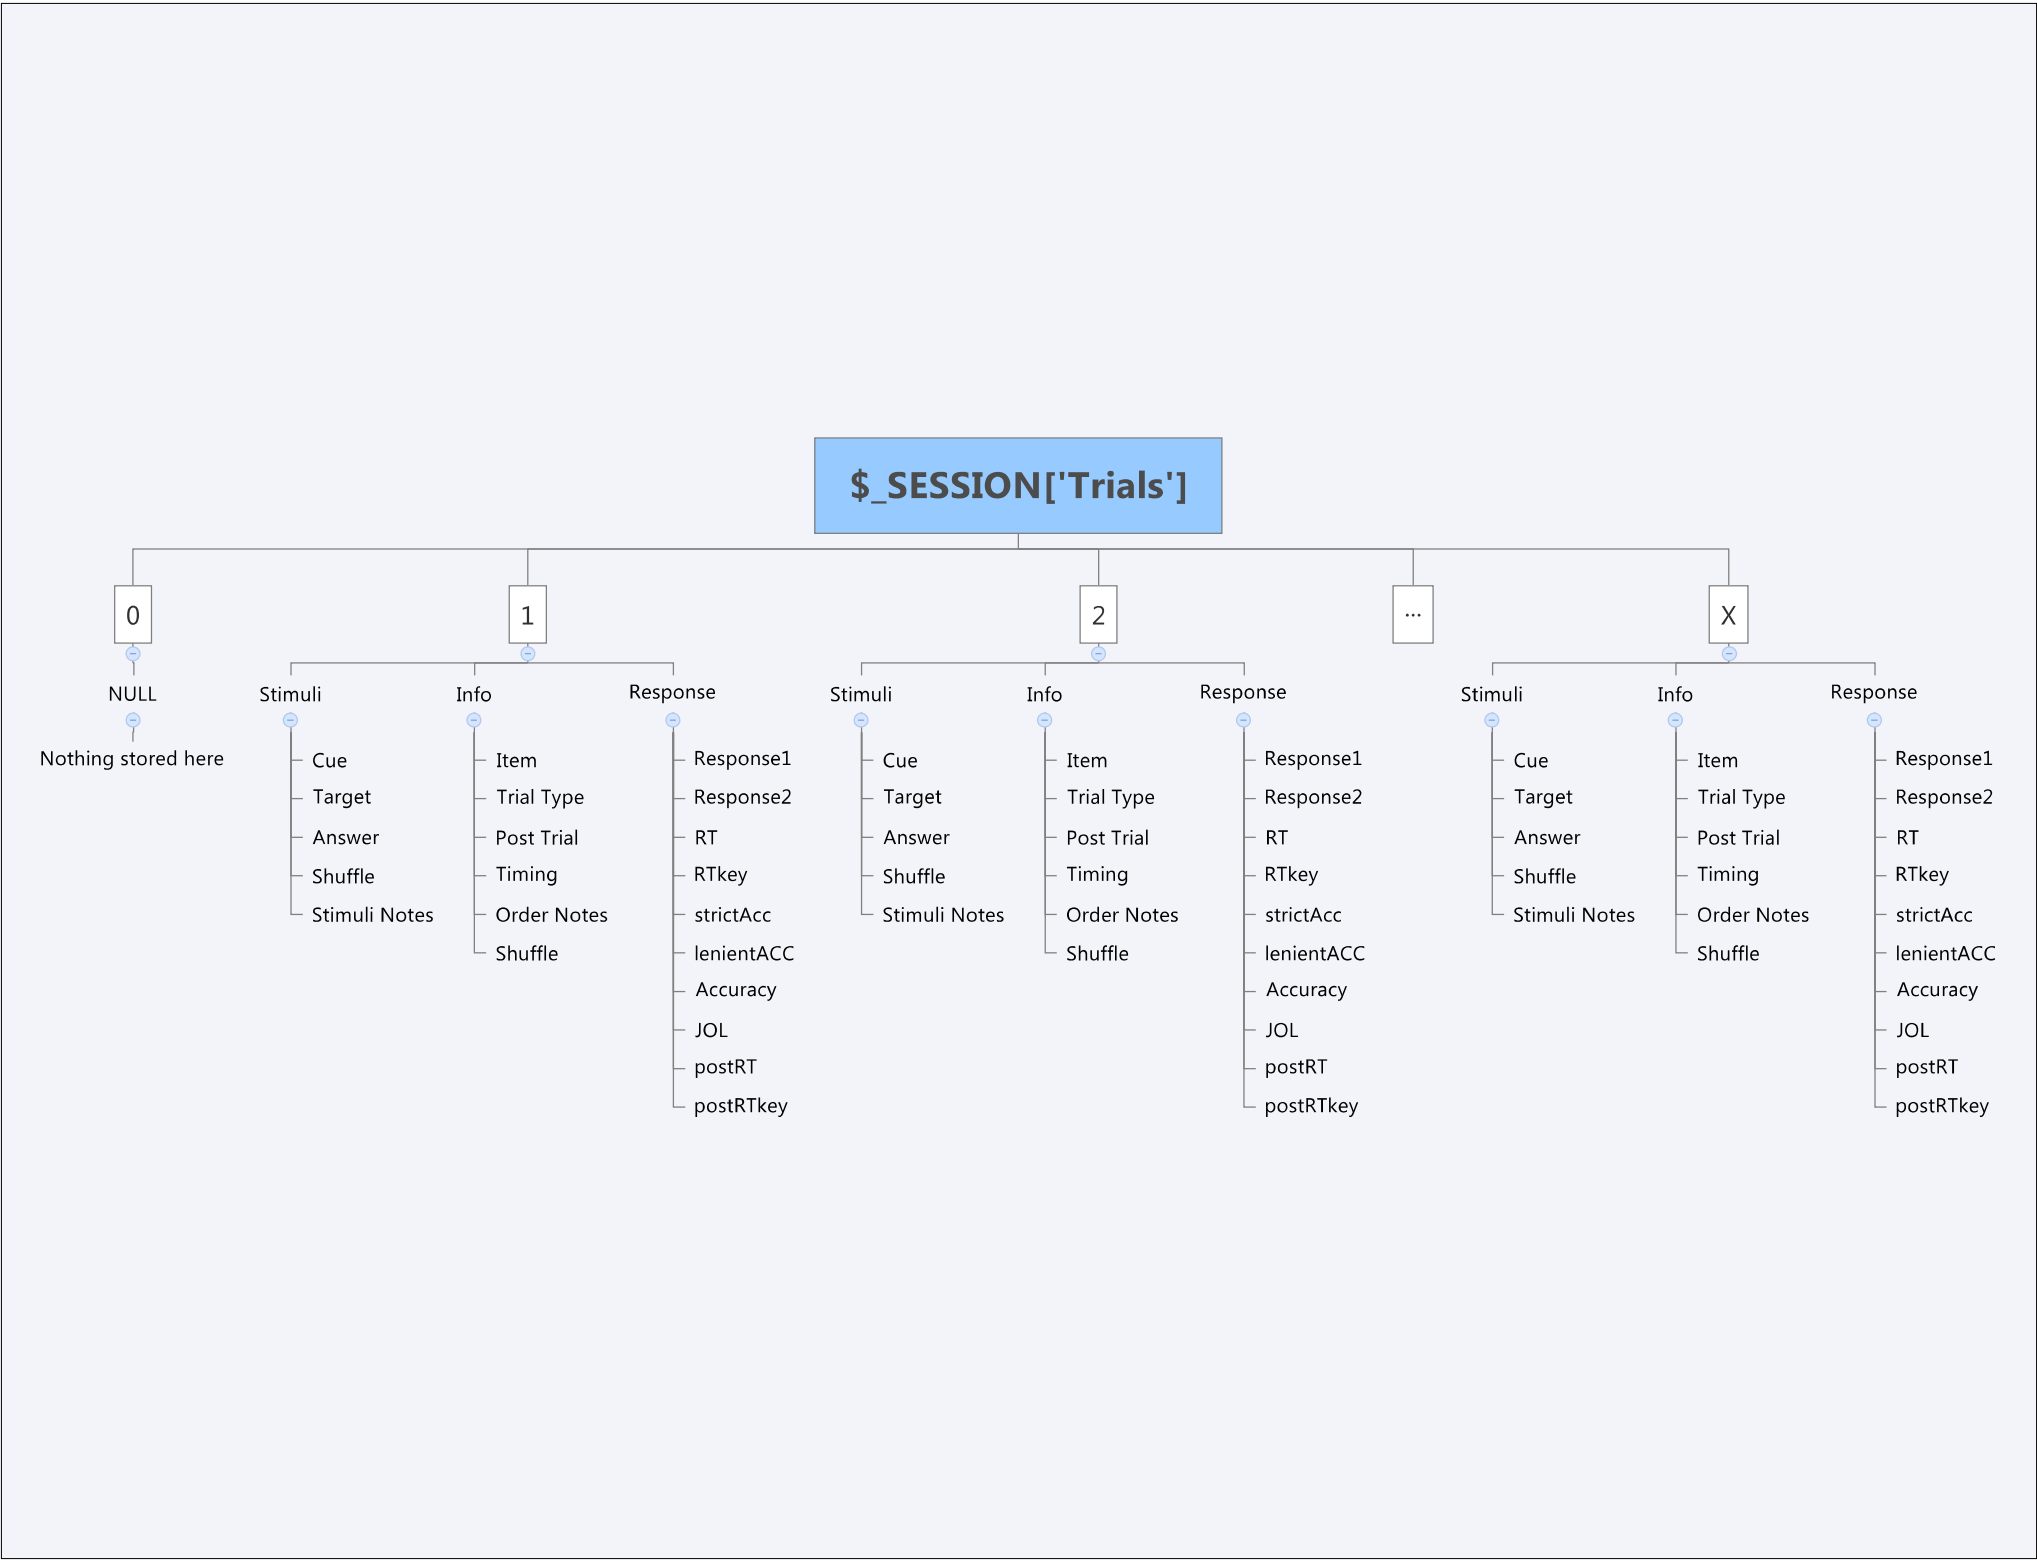 $_SESSION['Trials']
0
1
2
...
X
NULL
Stimuli
Info
Response
Stimuli
Info
Response
Stimuli
Info
Response
Nothing stored here
Cue
Target
Answer
Shuffle
Stimuli Notes
Item
Trial Type
Post Trial
Timing
Order Notes
Shuffle
Response1
Response2
RT
RTkey
strictAcc
lenientACC
Accuracy
JOL
postRT
postRTkey
Cue
Target
Answer
Shuffle
Stimuli Notes
Item
Trial Type
Post Trial
Timing
Order Notes
Shuffle
Response1
Response2
RT
RTkey
strictAcc
lenientACC
Accuracy
JOL
postRT
postRTkey
Cue
Target
Answer
Shuffle
Stimuli Notes
Item
Trial Type
Post Trial
Timing
Order Notes
Shuffle
Response1
Response2
RT
RTkey
strictAcc
lenientACC
Accuracy
JOL
postRT
postRTkey